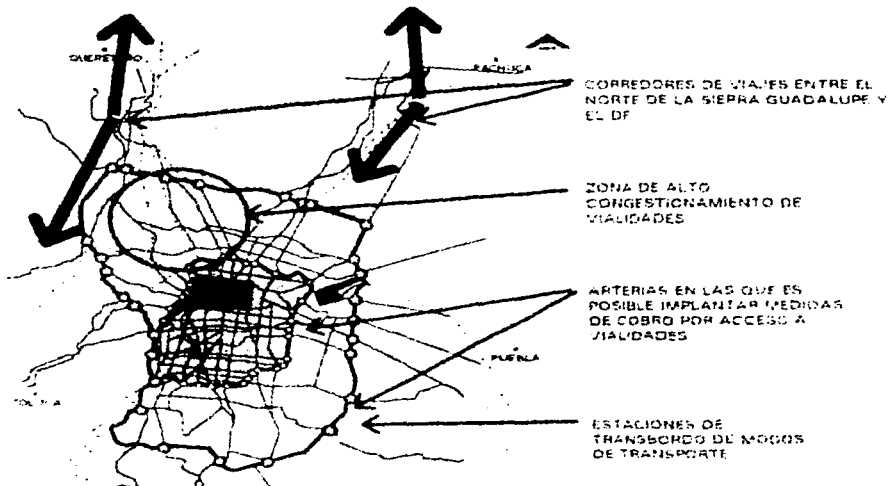 QUERÉTARO
PACHUCA
CORREDORES DE VIAJES ENTRE EL
NORTE DE LA SIERRA GUADALUPE Y
EL DF
ZONA DE ALTO
CONGESTIONAMIENTO DE
VIALIDADES
ARTERIAS EN LAS QUE ES
POSIBLE IMPLANTAR MEDIDAS
DE COBRO POR ACCESO A
VIALIDADES
PUEBLA
TOLUCA
ESTACIONES DE
TRANSBORDO DE MODOS
DE TRANSPORTE